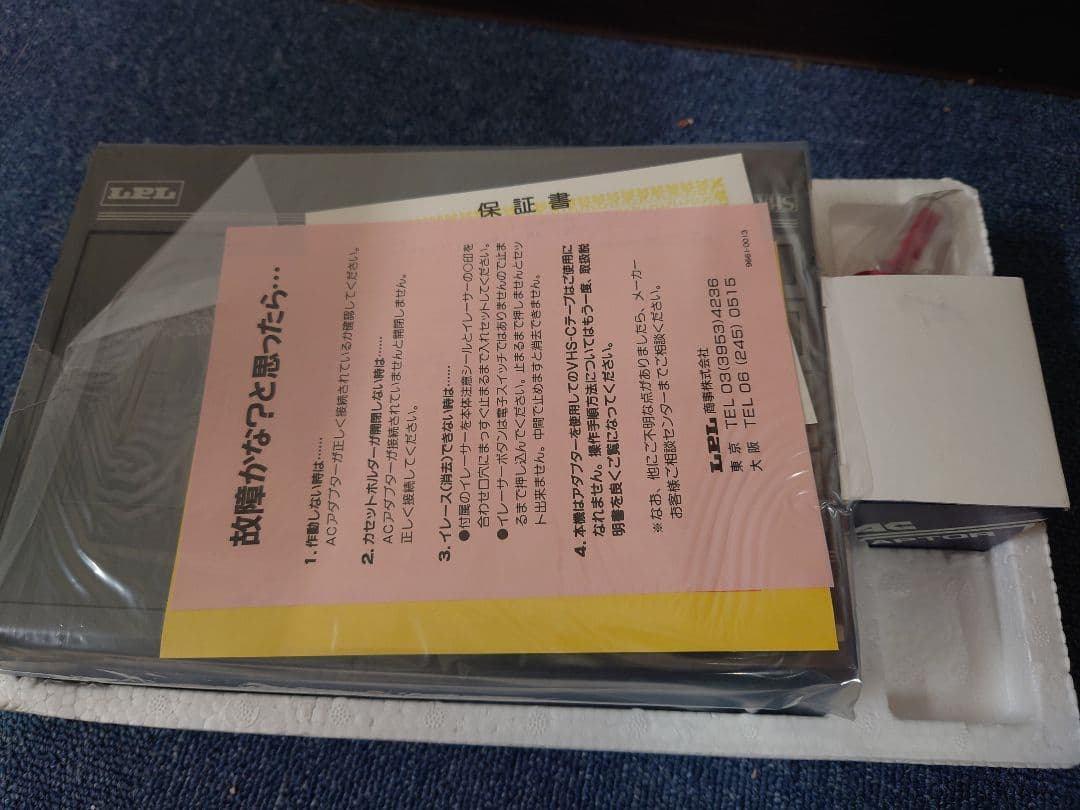 LPL
保証書
故障かな?と思ったら…
1. 作動しない時は……
ACアダプターが正しく接続されているか確認してください。
2. カセットホルダーが開閉しない時は……
ACアダプターが接続されていませんと開閉しません。
正しく接続してください。
3. イレース(消去)できない時は……
●付属のイレーサーを本体注意シールとイレーサーの○印を
合わせ口穴にまっすぐ止まるまで入れセットしてください。
●イレーサーボタンは電子スイッチではありませんので止ま
るまで押し込んでください。止まるまで押しませんとセッ
ト出来ません。中間で止めますと消去できません。
4. 本機はアダプターを使用してのVHS-Cテープはご使用に
なれません。操作手順方法についてはもう一度、取扱説
明書を良くご覧になってください。
※なお、他にご不明な点がありましたら、メーカー
お客様ご相談センターまでご相談ください。
LPL 商事株式会社
東京 TEL 03(3953)4236
大阪 TEL 06(245)0515
9661-0013
VHS
AC